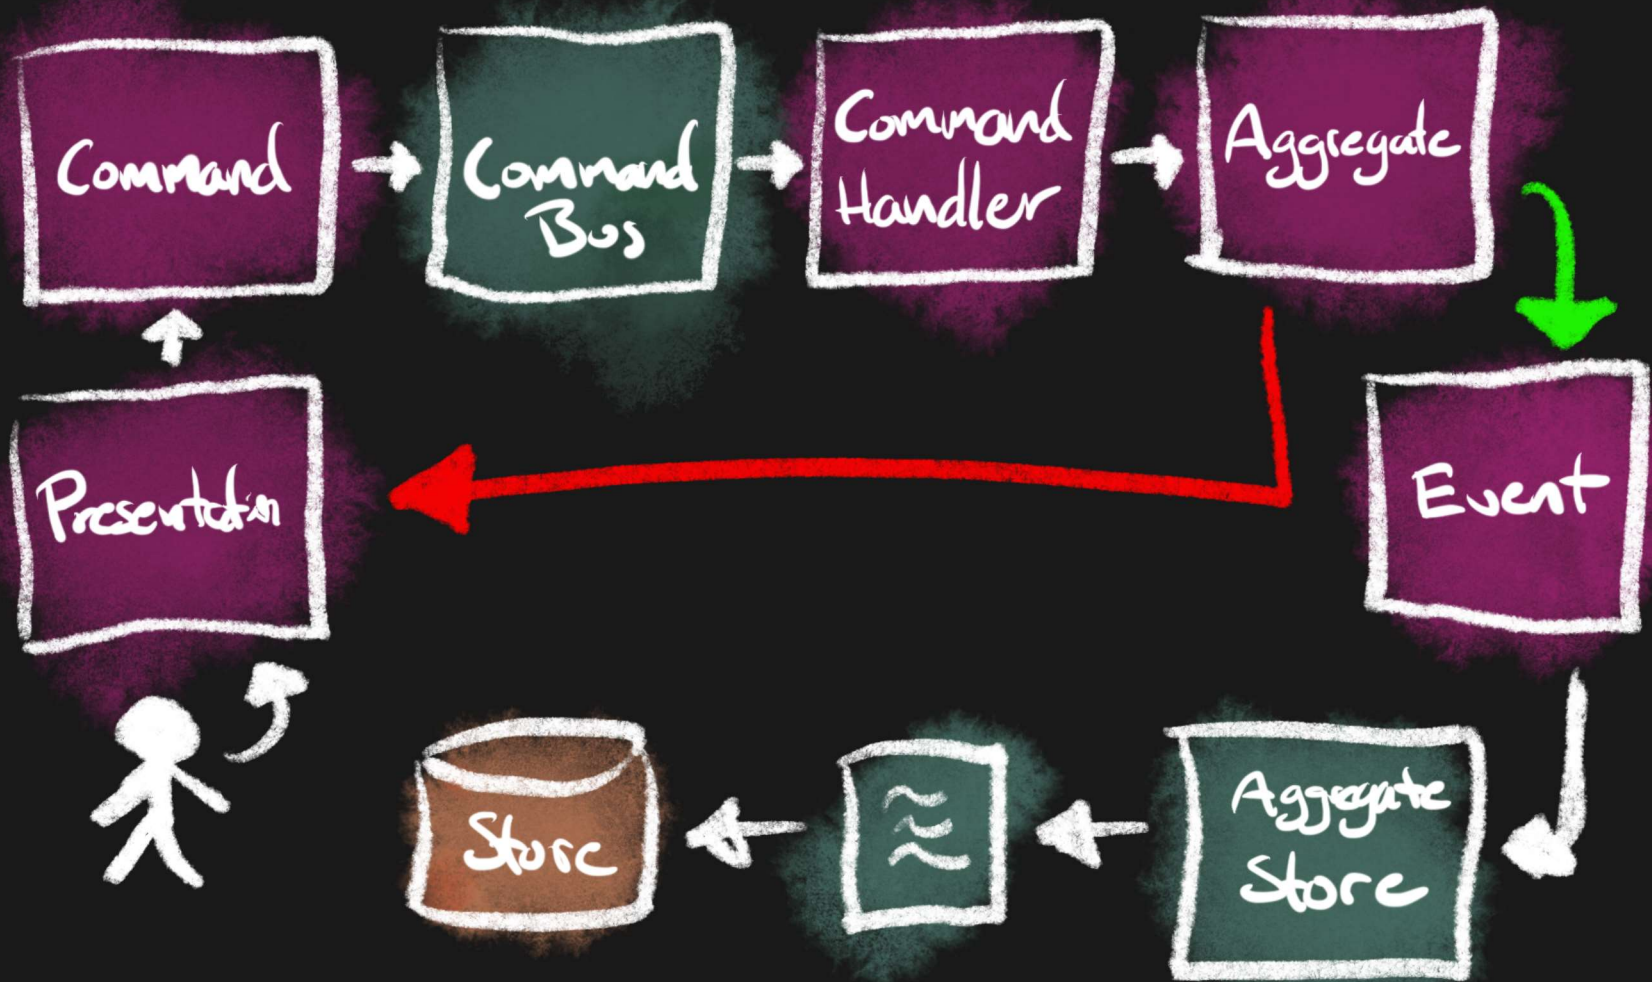 Command
Command
Bus
Command
Handler
Aggregate
Presentation
Event
Store
Aggregate
Store